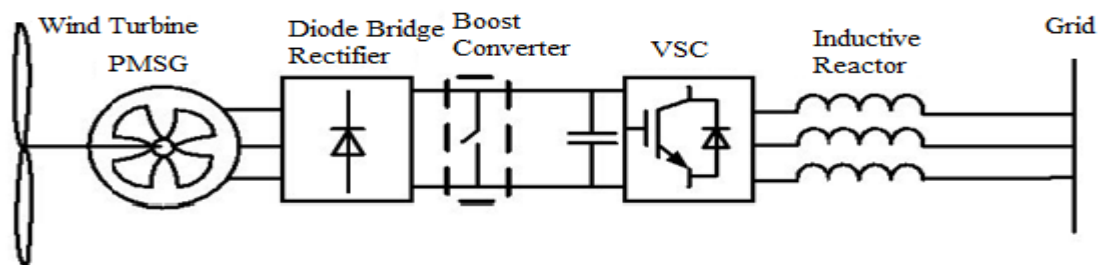 Wind Turbine
PMSG
Diode Bridge
Rectifier
Boost
Converter
VSC
Inductive
Reactor
Grid